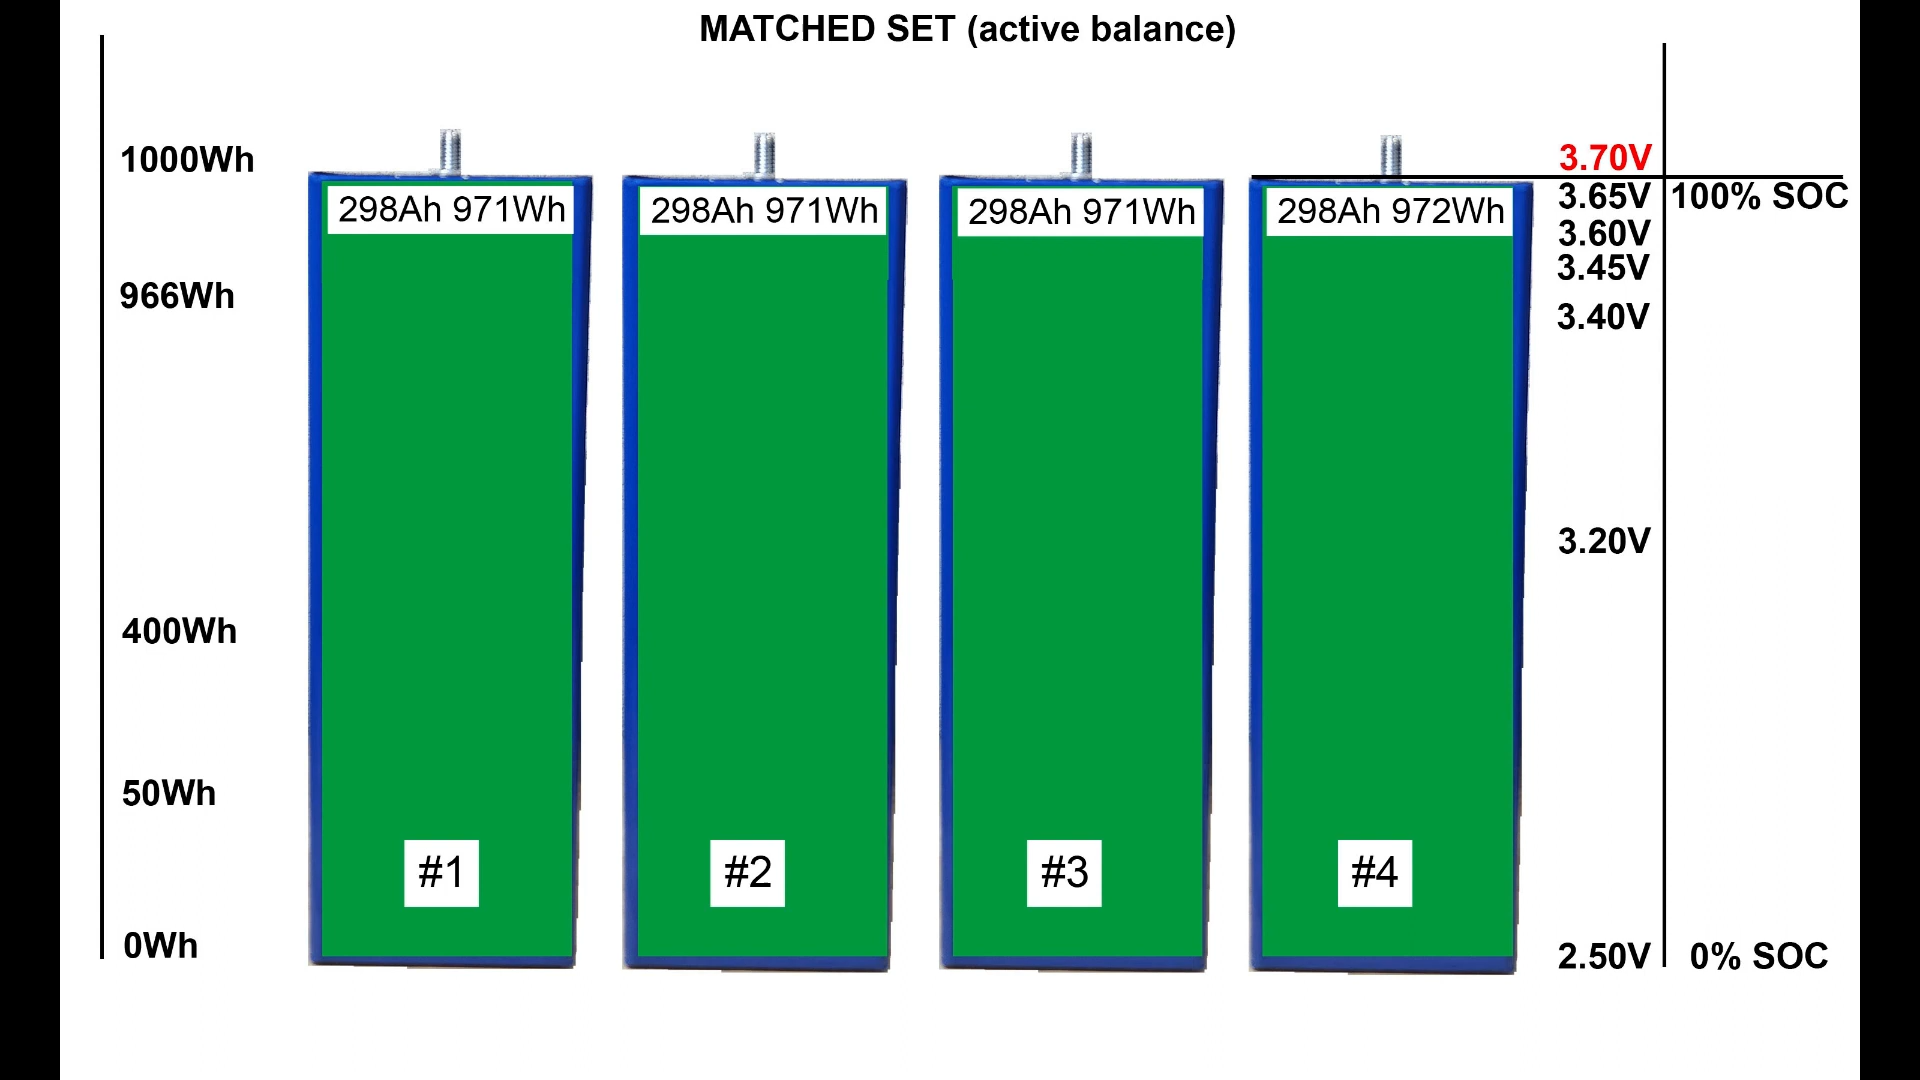 MATCHED SET (active balance)
1000Wh
966Wh
400Wh
50Wh
0Wh
298Ah 971Wh
#1
298Ah 971Wh
#2
298Ah 971Wh
#3
298Ah 972Wh
#4
3.70V
3.65V
3.60V
3.45V
3.40V
3.20V
2.50V
100% SOC
0% SOC